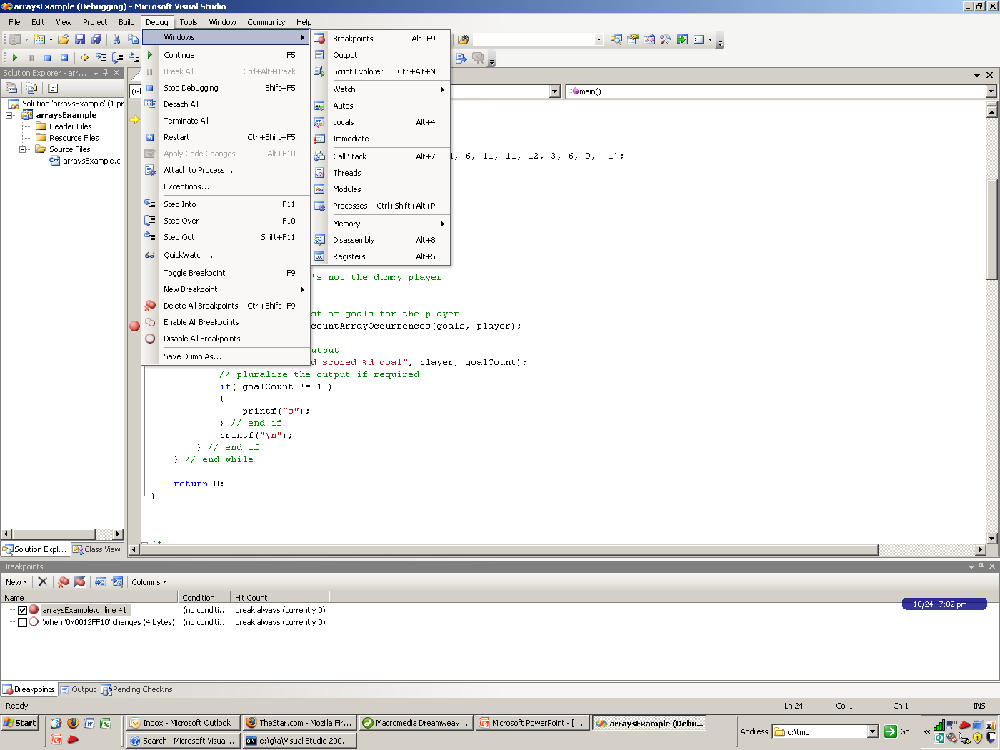 arraysExample (Debugging) - Microsoft Visual Studio
File Edit View Project Build Debug Tools Window Community Help
Solution Explorer - arr...
Solution 'arraysExample' (1 pr
arraysExample
Header Files
Resource Files
Source Files
arraysExample.c
Solution Expl... Class View
Windows
Continue F5
Break All Ctrl+Alt+Break
Stop Debugging Shift+F5
Detach All
Terminate All
Restart Ctrl+Shift+F5
Apply Code Changes Alt+F10
Attach to Process...
Exceptions...
Step Into F11
Step Over F10
Step Out Shift+F11
QuickWatch...
Toggle Breakpoint F9
New Breakpoint
Delete All Breakpoints Ctrl+Shift+F9
Enable All Breakpoints
Disable All Breakpoints
Save Dump As...
Breakpoints Alt+F9
Output
Script Explorer Ctrl+Alt+N
Watch
Autos
Locals Alt+4
Immediate
Call Stack Alt+7
Threads
Modules
Processes Ctrl+Shift+Alt+P
Memory
Disassembly Alt+8
Registers Alt+5
main()
, 6, 11, 11, 12, 3, 6, 9, -1};
's not the dummy player
st of goals for the player
countArrayOccurrences(goals, player);
utput
d scored %d goal", player, goalCount);
// pluralize the output if required
if( goalCount != 1 )
{
printf("s");
} // end if
printf("\n");
} // end if
} // end while
return 0;
}
/*
Breakpoints
New Columns
Name Condition Hit Count
arraysExample.c, line 41 (no conditi... break always (currently 0)
When '0x0012FF10' changes (4 bytes) (no conditi... break always (currently 0)
10/24 7:02 pm
Breakpoints Output Pending Checkins
Ready Ln 24 Col 1 Ch 1 INS
Start Inbox - Microsoft Outlook TheStar.com - Mozilla Fir... Macromedia Dreamweav... Microsoft PowerPoint - [... arraysExample (Debu...
Search - Microsoft Visual ... e:\g\a\Visual Studio 200...
Address c:\tmp Go